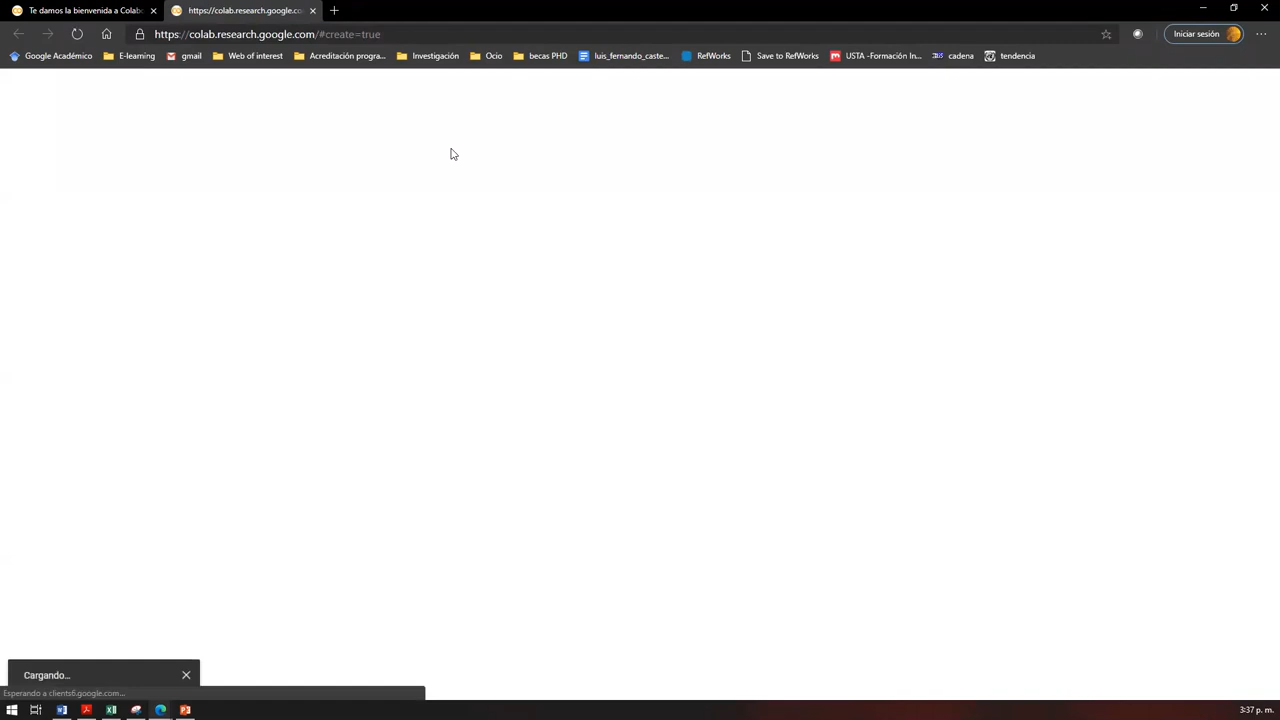 Te damos la bienvenida a Colabo
https://colab.research.google.co
https://colab.research.google.com/#create=true
Iniciar sesión
Google Académico
E-learning
gmail
Web of interest
Acreditación progra...
Investigación
Ocio
becas PHD
luis_fernando_caste...
RefWorks
Save to RefWorks
USTA -Formación In...
cadena
tendencia
Cargando...
Esperando a clients6.google.com...
3:37 p. m.